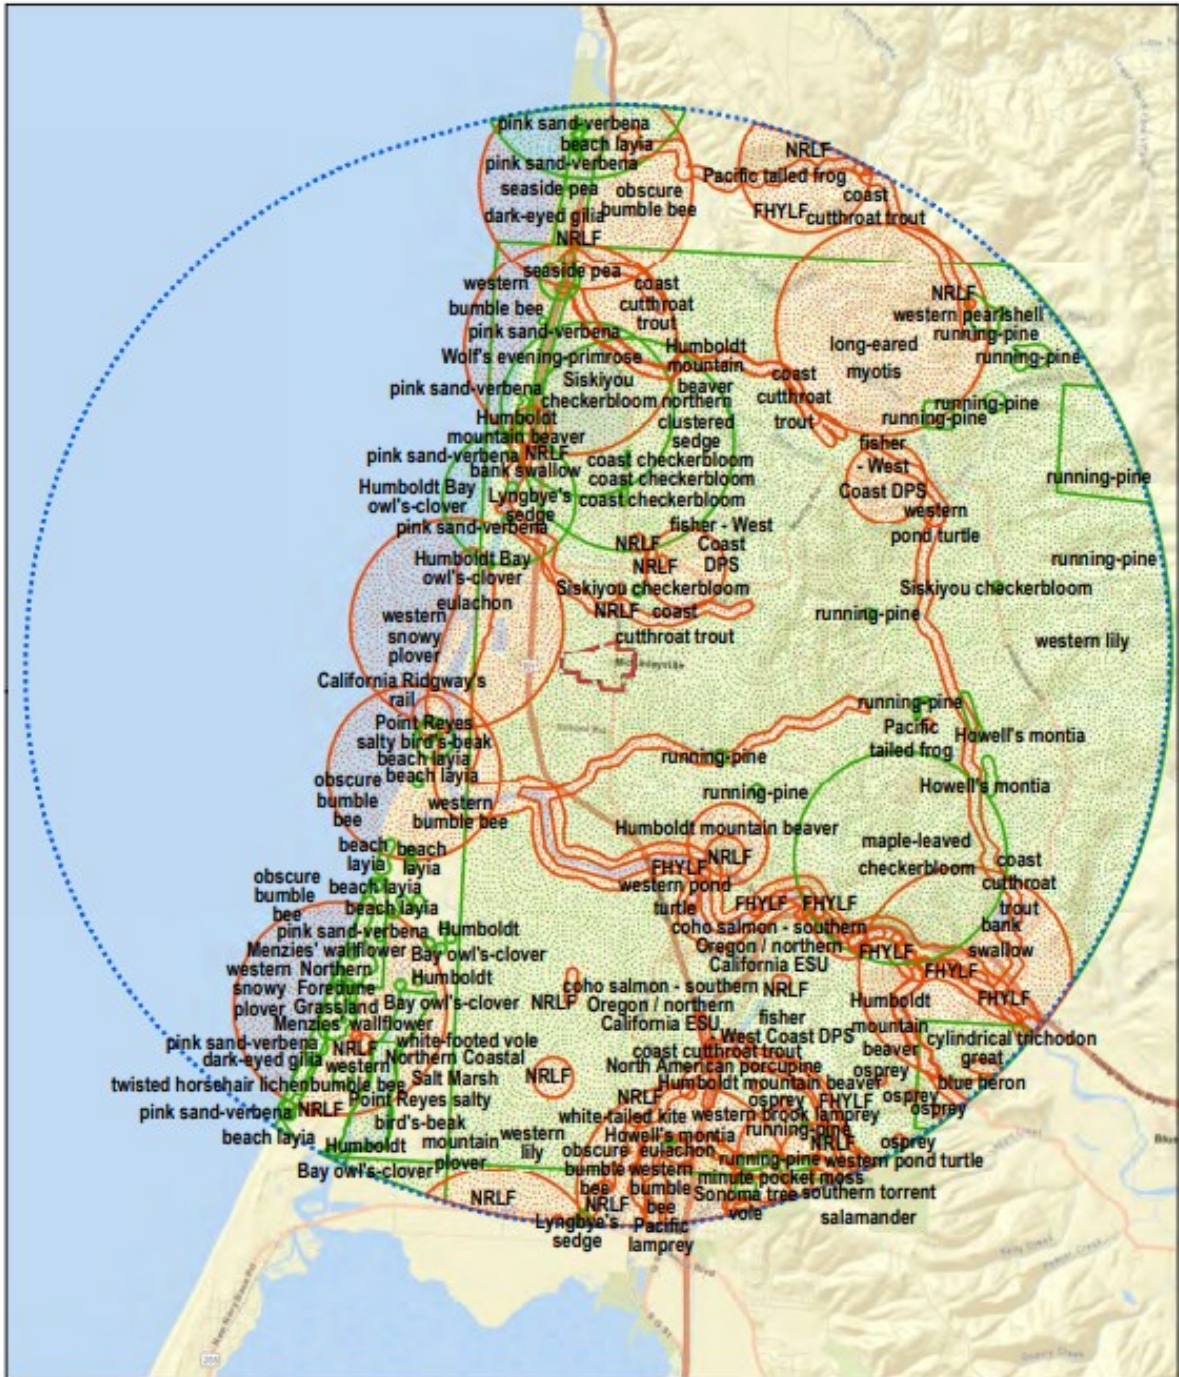 pink sand-verbena
beach layia
pink sand-verbena
seaside pea
obscure
bumble bee
dark-eyed gilia
NRLF
NRLF
Pacific tailed frog
coast
cutthroat trout
FHYLF
seaside pea
western
bumble bee
coast
cutthroat
trout
pink sand-verbena
Wolf's evening-primrose
Humboldt
mountain
beaver
Siskiyou
checkerbloom
northern
clustered
sedge
pink sand-verbena
Humboldt
mountain beaver
pink sand-verbena
NRLF
bank swallow
coast checkerbloom
coast checkerbloom
coast checkerbloom
Humboldt Bay
owl's-clover
Lyngbye's
sedge
pink sand-verbena
NRLF
western pearlshell
running-pine
running-pine
long-eared
myotis
coast
cutthroat
trout
running-pine
running-pine
fisher
- West
Coast DPS
western
pond turtle
running-pine
running-pine
fisher - West
Coast
DPS
NRLF
NRLF
Humboldt Bay
owl's-clover
eulachon
Siskiyou checkerbloom
NRLF
coast
cutthroat trout
Siskiyou checkerbloom
running-pine
western lily
western
snowy
plover
California Ridgway's
rail
Point Reyes
salty bird's-beak
beach layia
beach layia
obscure
bumble
bee
western
bumble bee
running-pine
Pacific
tailed frog
Howell's montia
running-pine
running-pine
Howell's montia
Humboldt mountain beaver
NRLF
maple-leaved
checkerbloom
FHYLF
western pond
turtle
FHYLF
FHYLF
coast
cutthroat
trout
bank
swallow
beach
layia
beach
layia
beach layia
beach layia
obscure
bumble
bee
pink sand-verbena
Menzies' wallflower
Humboldt
Bay owl's-clover
western
snowy
plover
Northern
Foredune
Grassland
Humboldt
Bay owl's-clover
Menzies' wallflower
pink sand-verbena
dark-eyed gilia
NRLF
western
bumble bee
white-footed vole
Northern Coastal
Salt Marsh
twisted horsehair lichen
pink sand-verbena
NRLF
Point Reyes salty
bird's-beak
beach layia
Humboldt
Bay owl's-clover
mountain
plover
western
lily
coho salmon - southern
Oregon / northern
California ESU
FHYLF
FHYLF
FHYLF
coho salmon - southern
Oregon / northern
California ESU
NRLF
NRLF
Humboldt
mountain
beaver
fisher
West Coast DPS
coast cutthroat trout
North American porcupine
Humboldt mountain beaver
cylindrical trichodon
great
blue heron
osprey
osprey
osprey
NRLF
NRLF
osprey
FHYLF
white-tailed kite
western brook lamprey
running-pine
NRLF
osprey
Howell's montia
obscure
bumble
bee
eulachon
western
bumble
bee
running-pine
western pond turtle
minute pocket moss
Sonoma tree
vole
southern torrent
salamander
NRLF
NRLF
Lyngbye's
sedge
Pacific
lamprey
255